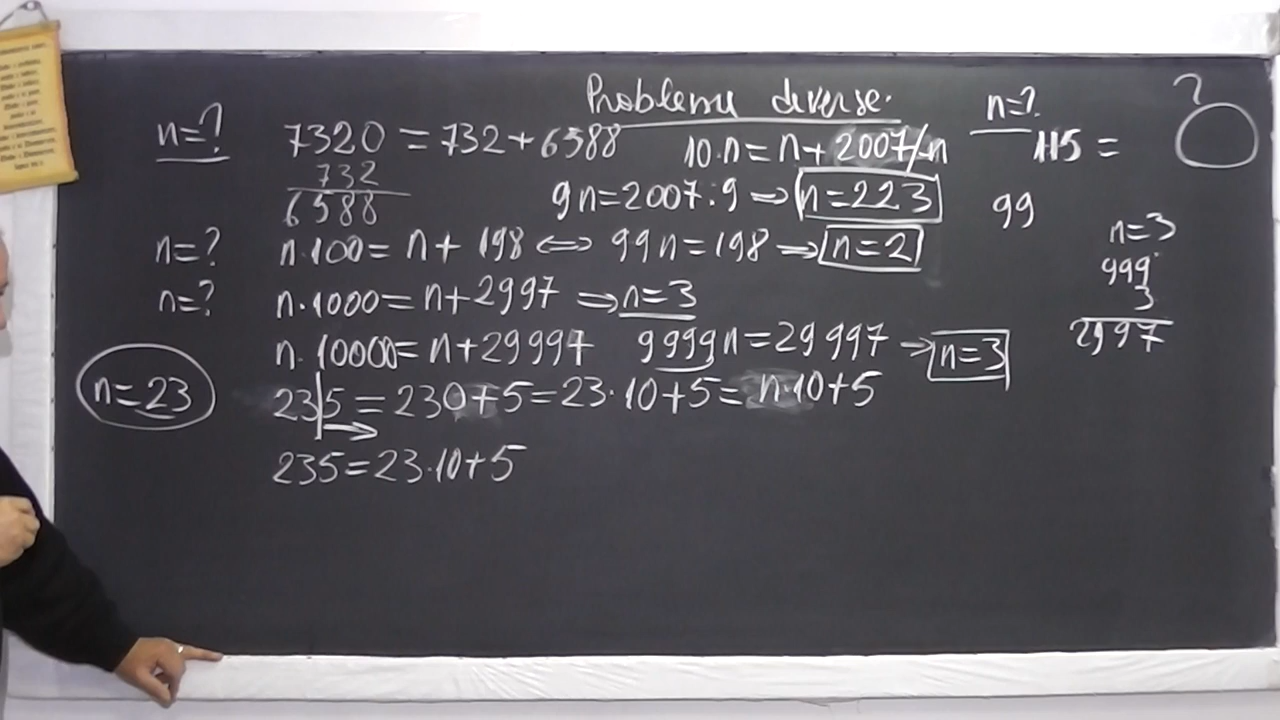 Probleme diverse.
n=? 7320 = 732 + 6588 10·n = n + 2007/n n=? 115 = ?
732
6588 9n = 2007 : 9 ⇒ n = 223 99
n=? n·100 = n + 198 ⇔ 99n = 198 ⇒ n = 2 n=3
n=? n·1000 = n + 2997 ⇒ n=3 999
3
n·10000 = n + 29997 9999n = 29997 → n=3 2997
n=23 23|5 = 230+5 = 23·10+5 = n·10+5
235 = 23·10+5